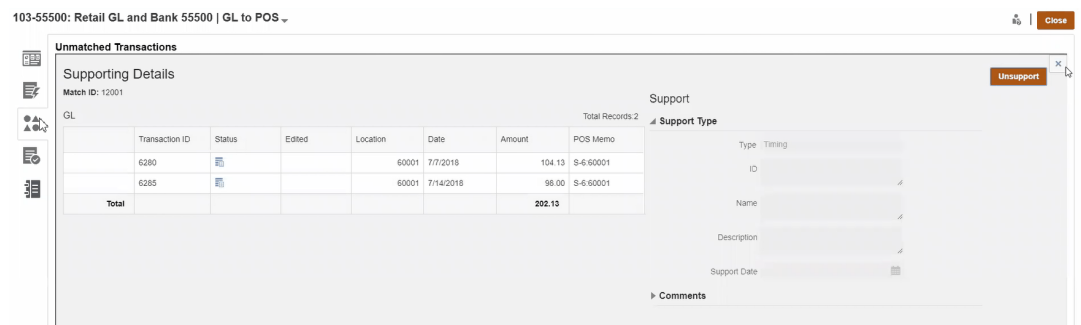 103-55500: Retail GL and Bank 55500 | GL to POS
Close
Unmatched Transactions
Supporting Details
Unsupport
Match ID: 12001
Support
GL
Total Records:2
Support Type
Transaction ID Status Edited Location Date Amount POS Memo
Type Timing
6280 60001 7/7/2018 104.13 S-6:60001
ID
6285 60001 7/14/2018 98.00 S-6:60001
Total 202.13
Name
Description
Support Date
Comments